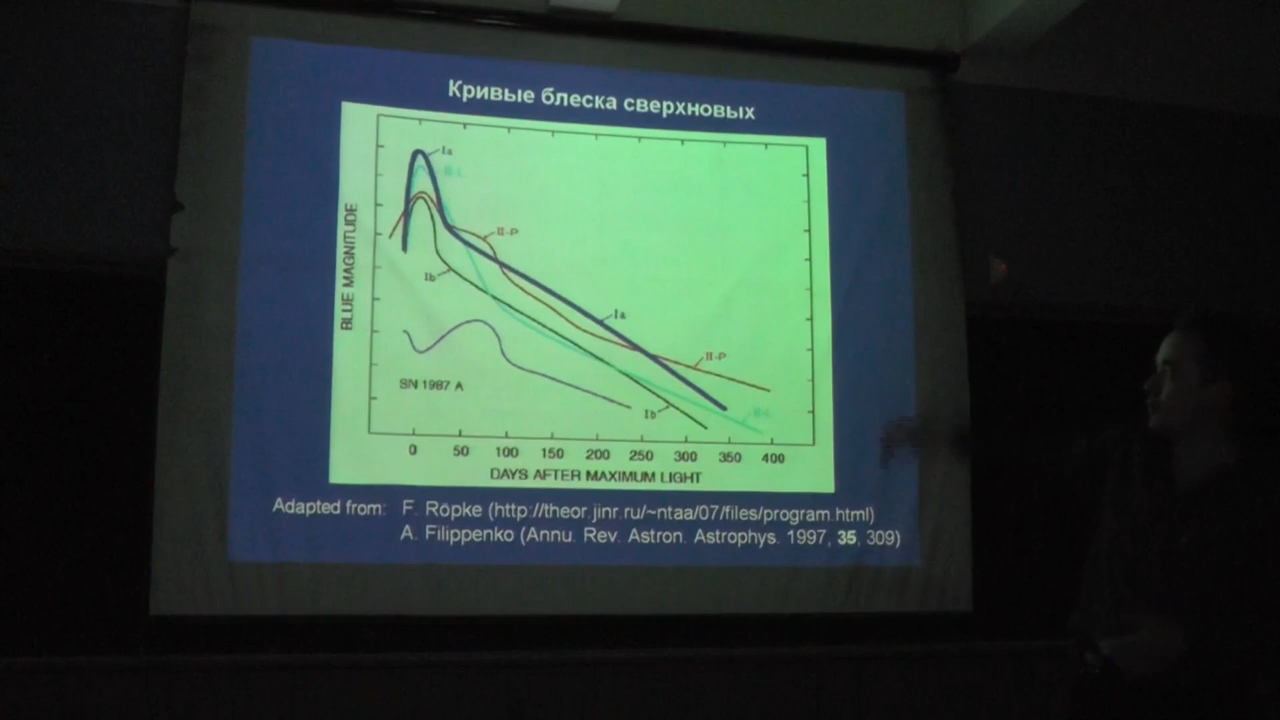 Кривые блеска сверхновых
Ia
II-L
II-P
Ib
Ia
II-P
Ib
II-L
SN 1987 A
BLUE MAGNITUDE
0 50 100 150 200 250 300 350 400
DAYS AFTER MAXIMUM LIGHT
Adapted from: F. Röpke (http://theor.jinr.ru/~ntaa/07/files/program.html)
A. Filippenko (Annu. Rev. Astron. Astrophys. 1997, 35, 309)